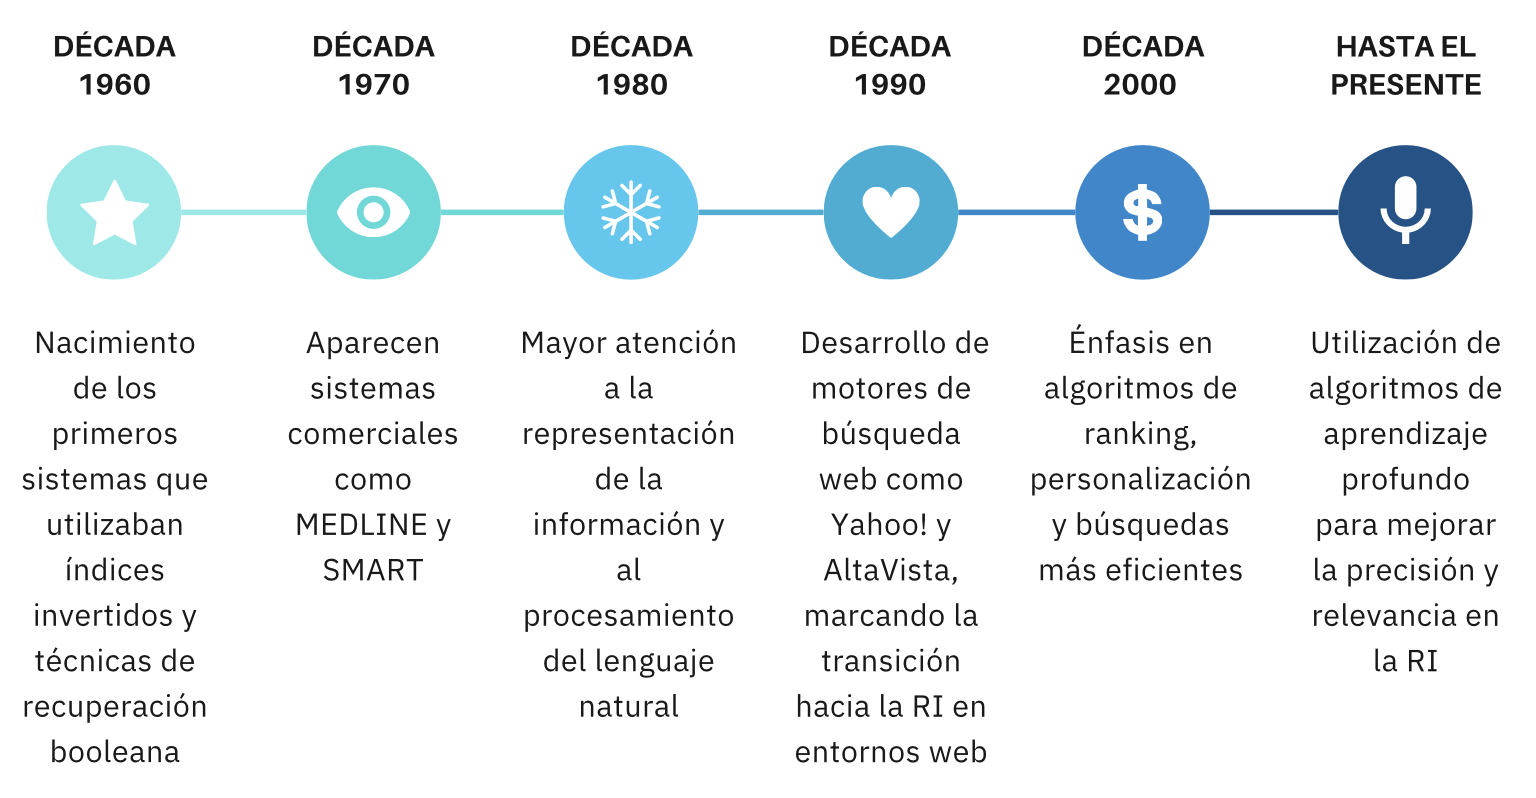 DÉCADA
1960
Nacimiento
de los
primeros
sistemas que
utilizaban
índices
invertidos y
técnicas de
recuperación
booleana
DÉCADA
1970
Aparecen
sistemas
comerciales
como
MEDLINE y
SMART
DÉCADA
1980
Mayor atención
a la
representación
de la
información y
al
procesamiento
del lenguaje
natural
DÉCADA
1990
Desarrollo de
motores de
búsqueda
web como
Yahoo! y
AltaVista,
marcando la
transición
hacia la RI en
entornos web
DÉCADA
2000
Énfasis en
algoritmos de
ranking,
personalización
y búsquedas
más eficientes
HASTA EL
PRESENTE
Utilización de
algoritmos de
aprendizaje
profundo
para mejorar
la precisión y
relevancia en
la RI